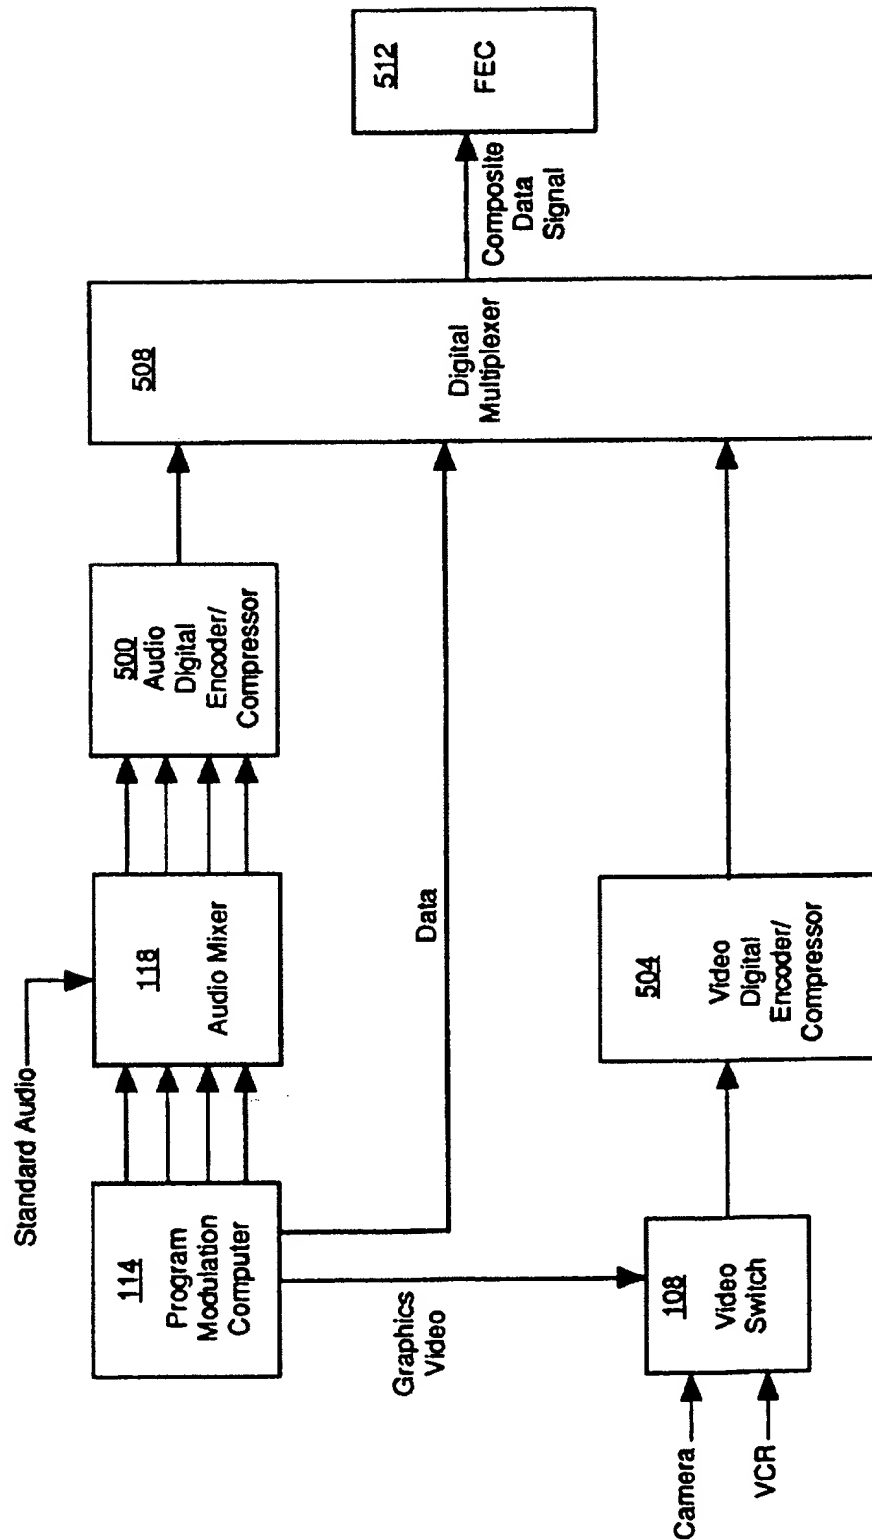 Standard Audio
114
Program
Modulation
Computer
118
Audio Mixer
500
Audio
Digital
Encoder/
Compressor
508
Digital
Multiplexer
Composite
Data
Signal
512
FEC
Data
Graphics
Video
Camera
VCR
108
Video
Switch
504
Video
Digital
Encoder/
Compressor